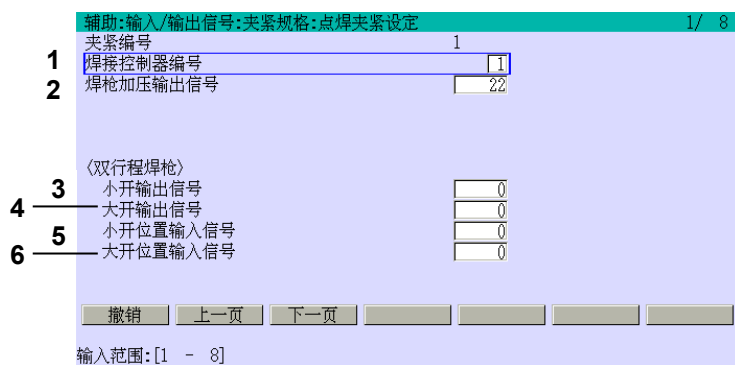 辅助:输入/输出信号:夹紧规格:点焊夹紧设定 1/ 8
夹紧编号 1
1 焊接控制器编号 1
2 焊枪加压输出信号 22
〈双行程焊枪〉
3 小开输出信号 0
4 大开输出信号 0
5 小开位置输入信号 0
6 大开位置输入信号 0
撤销 上一页 下一页
输入范围:[1 - 8]